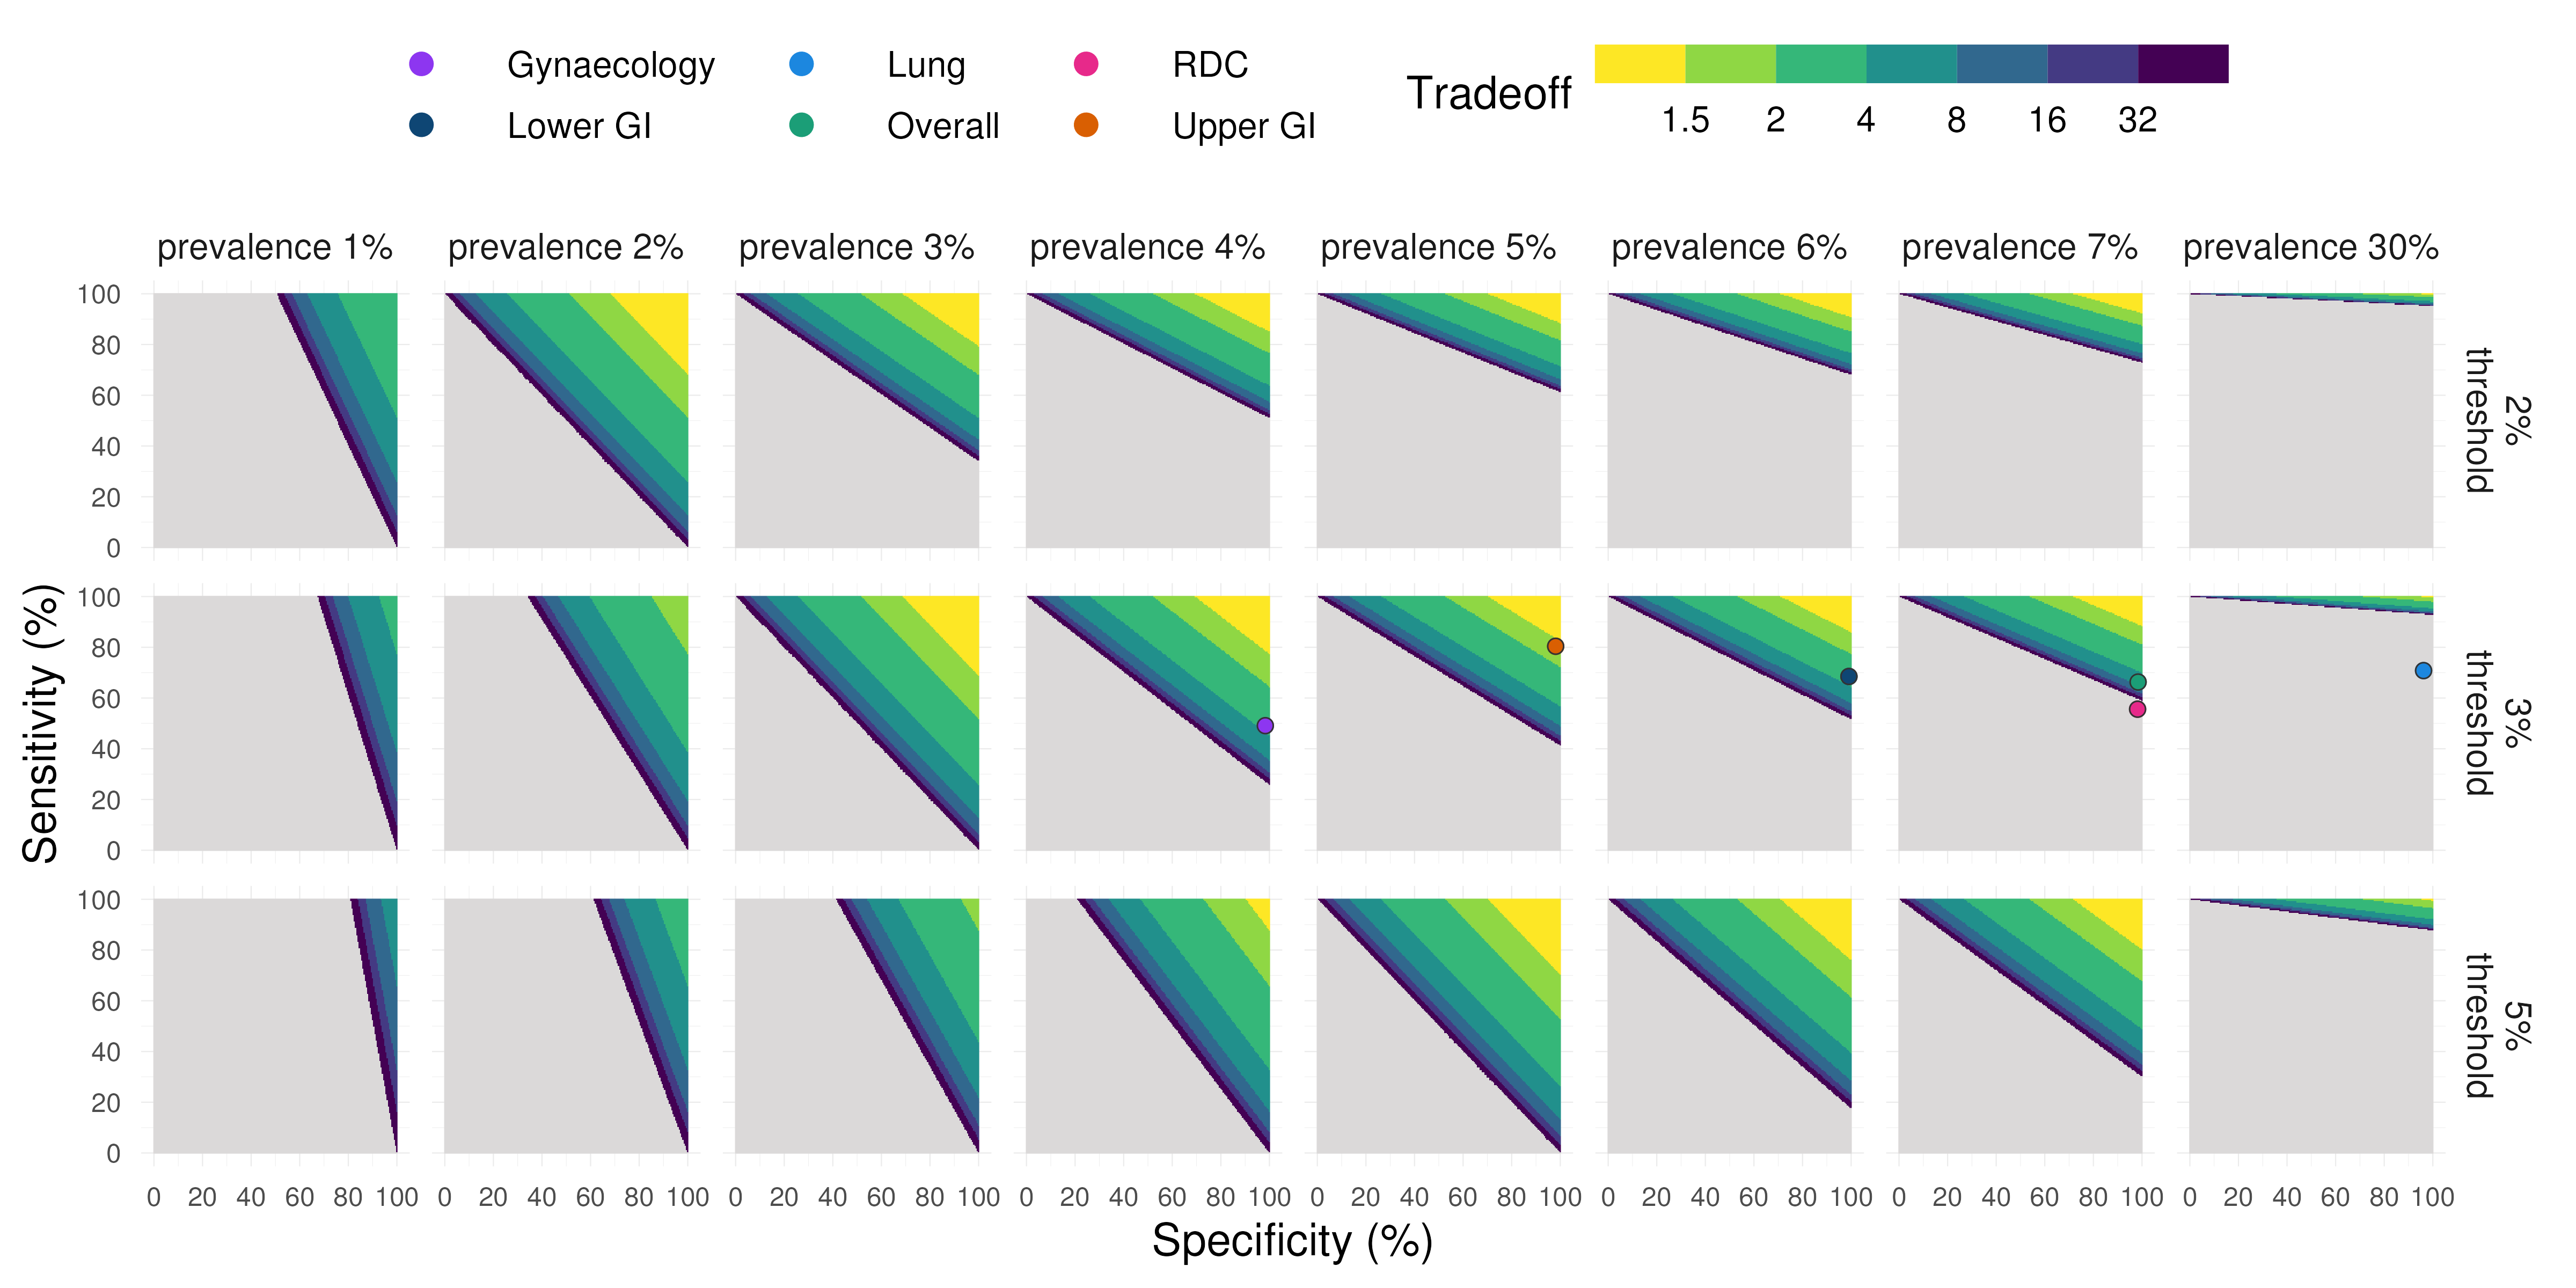 Gynaecology Lung RDC
Lower GI Overall Upper GI
Tradeoff
1.5 2 4 8 16 32
prevalence 1% prevalence 2% prevalence 3% prevalence 4% prevalence 5% prevalence 6% prevalence 7% prevalence 30%
100
80
60
40
20
0
2%
threshold
100
80
60
40
20
0
3%
threshold
100
80
60
40
20
0
5%
threshold
Sensitivity (%)
0 20 40 60 80 100 0 20 40 60 80 100 0 20 40 60 80 100 0 20 40 60 80 100 0 20 40 60 80 100 0 20 40 60 80 100 0 20 40 60 80 100 0 20 40 60 80 100
Specificity (%)